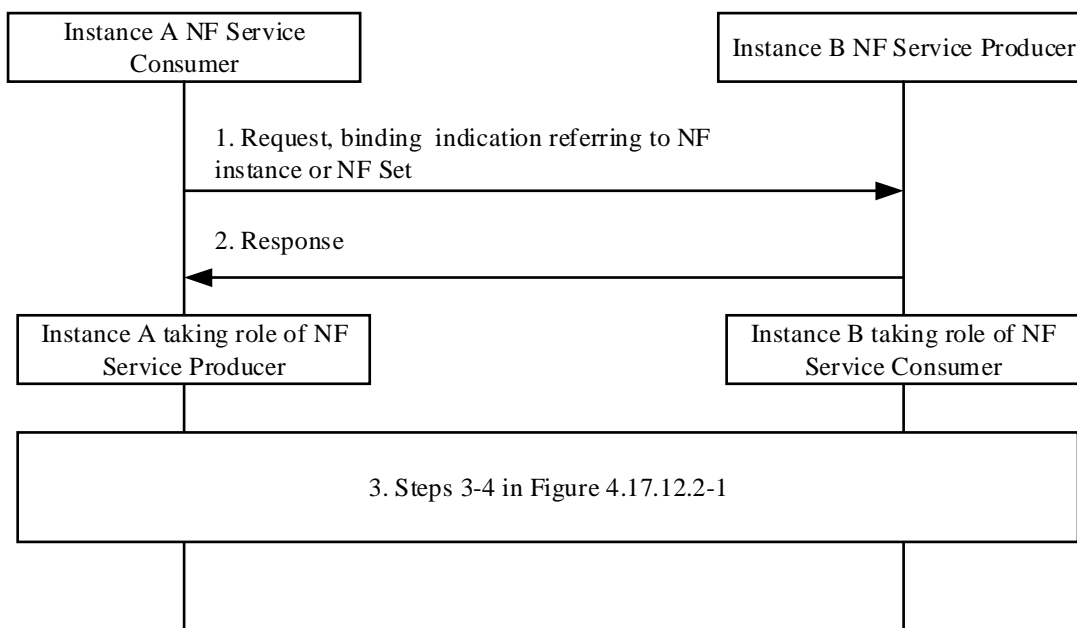 Instance A NF Service
Consumer
Instance B NF Service Producer
1. Request, binding indication referring to NF
instance or NF Set
2. Response
Instance A taking role of NF
Service Producer
Instance B taking role of NF
Service Consumer
3. Steps 3-4 in Figure 4.17.12.2-1